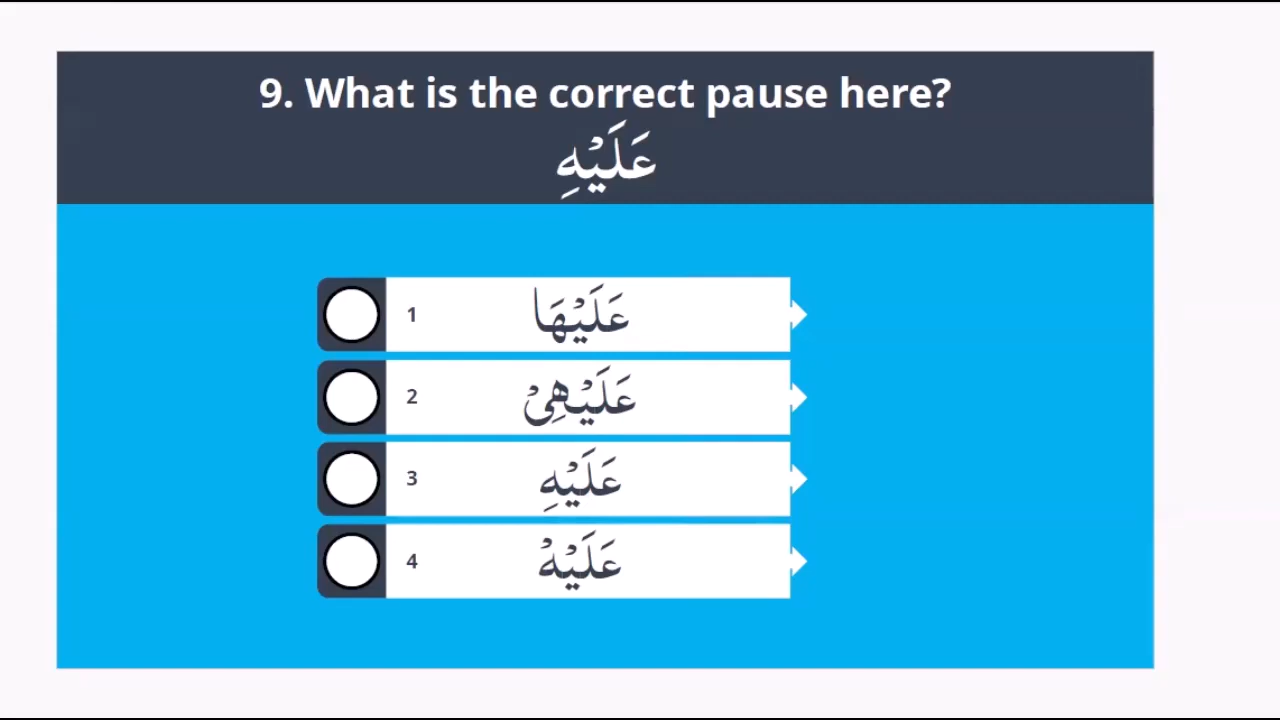 9. What is the correct pause here?
عَلَيْهِ
1 عَلَيْهَا
2 عَلَيْهِيْ
3 عَلَيْهِ
4 عَلَيْهْ